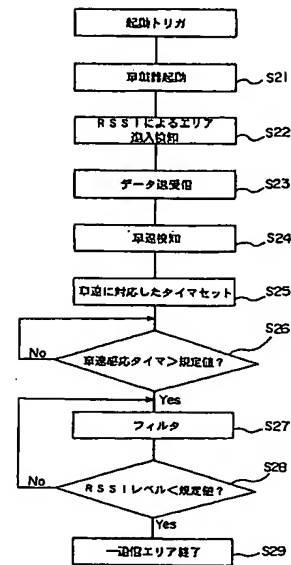 起動トリガ
車載器起動
S21
RSSIによるエリア
進入検知
S22
データ送受信
S23
車速検知
S24
車速に対応したタイマセット
S25
車速感応タイマ>規定値?
S26
No
Yes
フィルタ
S27
RSSIレベル<規定値?
S28
No
Yes
一通信エリア終了
S29